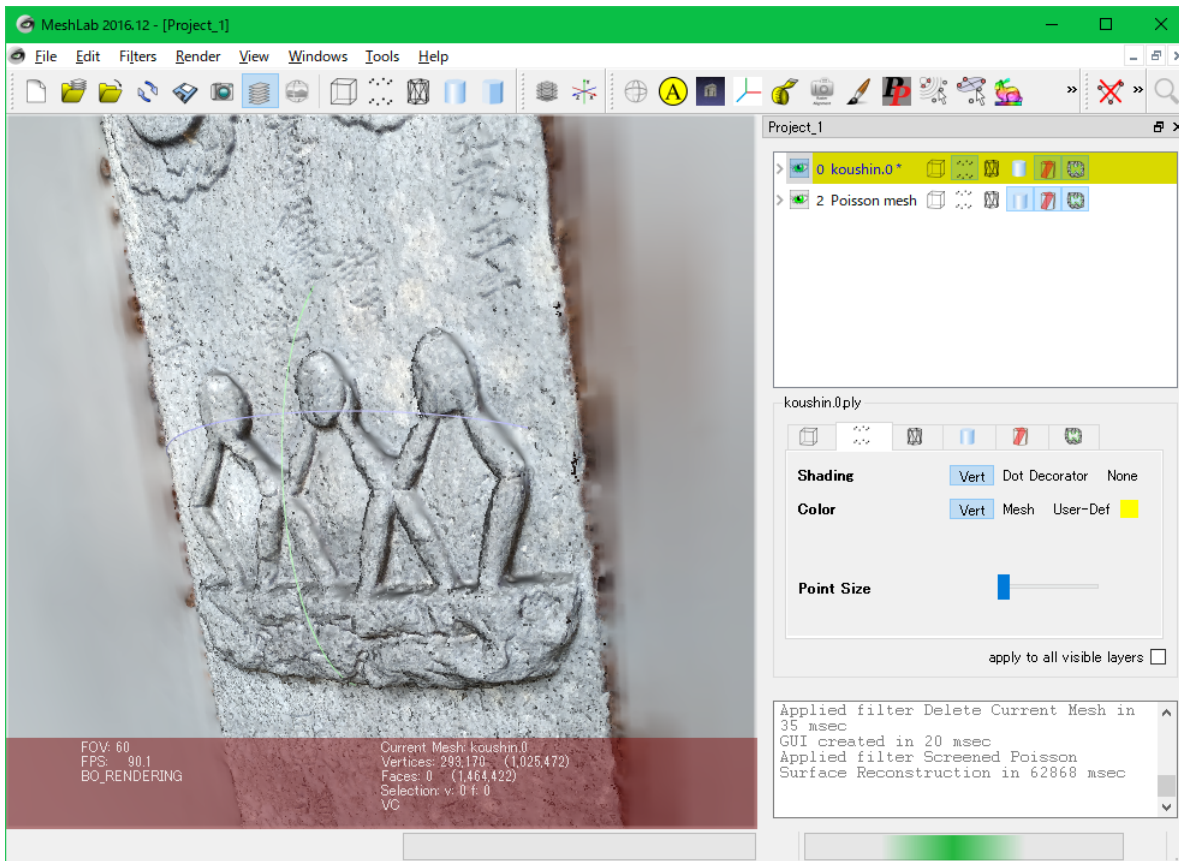 MeshLab 2016.12 - [Project_1]
File Edit Filters Render View Windows Tools Help
A PP » »
Project_1
0 koushin.0 *
2 Poisson mesh
koushin.0.ply
Shading Vert Dot Decorator None
Color Vert Mesh User-Def
Point Size
apply to all visible layers
Applied filter Delete Current Mesh in
35 msec
GUI created in 20 msec
Applied filter Screened Poisson
Surface Reconstruction in 62868 msec
FOV: 60
FPS: 90.1
BO_RENDERING
Current Mesh: koushin.0
Vertices: 293,170 (1,025,472)
Faces: 0 (1,464,422)
Selection: v: 0 f: 0
VC